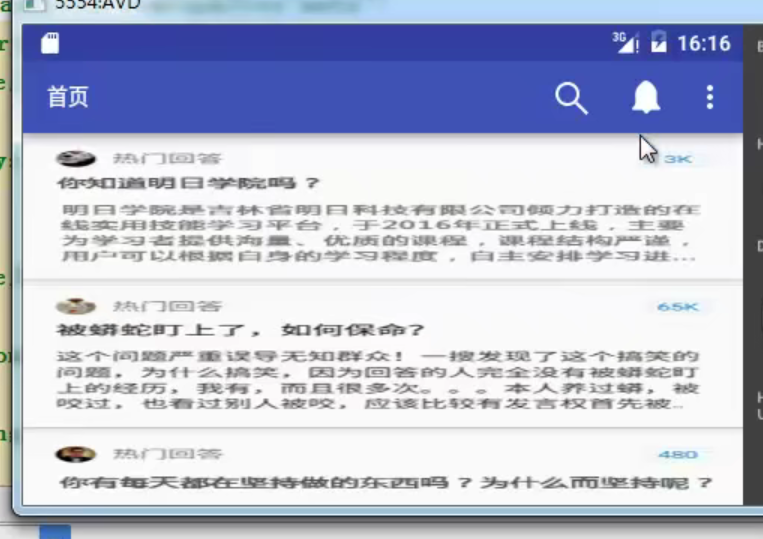 5554:AVD
3G 16:16
首页
热门回答 3K
你知道明日学院吗？
明日学院是吉林省明日科技有限公司倾力打造的在
线实用技能学习平台，于2016年正式上线，主要
为学习者提供海量、优质的课程，课程结构严谨，
用户可以根据自身的学习程度，自主安排学习进...
热门回答 65K
被蟒蛇盯上了，如何保命？
这个问题严重误导无知群众！一搜发现了这个搞笑的
问题，为什么搞笑，因为回答的人完全没有被蟒蛇盯
上的经历，我有，而且很多次。。。本人养过蟒，被
咬过，也看过别人被咬，应该比较有发言权首先被...
热门回答 480
你有每天都在坚持做的东西吗？为什么而坚持呢？